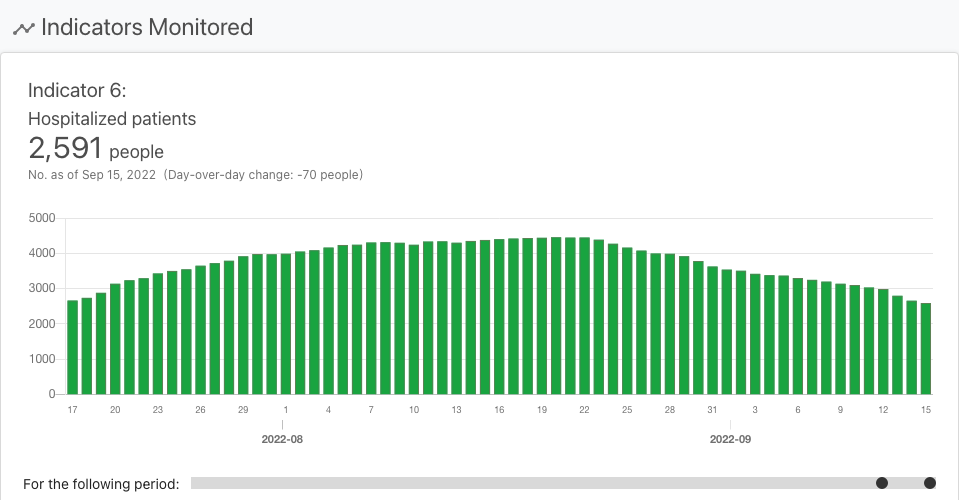 Indicators Monitored
Indicator 6:
Hospitalized patients
2,591 people
No. as of Sep 15, 2022 (Day-over-day change: -70 people)
5000
4000
3000
2000
1000
0
17 20 23 26 29 1 4 7 10 13 16 19 22 25 28 31 3 6 9 12 15
2022-08 2022-09
For the following period: